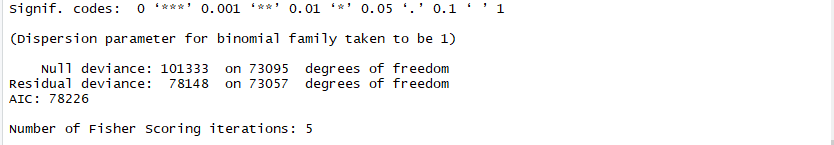 Signif. codes:  0 ‘***’ 0.001 ‘**’ 0.01 ‘*’ 0.05 ‘.’ 0.1 ‘ ’ 1
(Dispersion parameter for binomial family taken to be 1)
Null deviance: 101333  on 73095  degrees of freedom
Residual deviance:  78148  on 73057  degrees of freedom
AIC: 78226
Number of Fisher Scoring iterations: 5